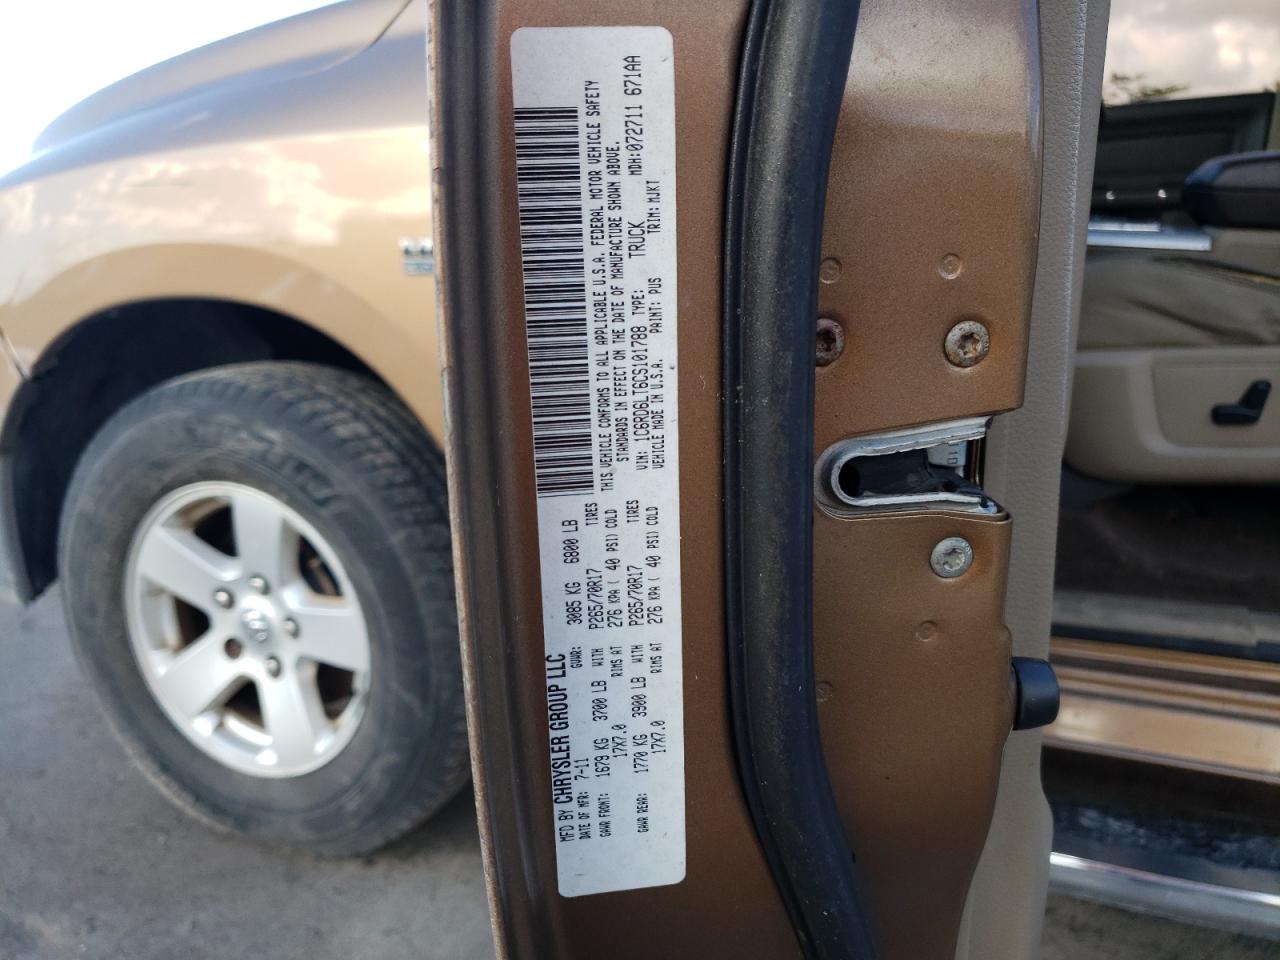 MFD BY CHRYSLER GROUP LLC
DATE OF MFR: 7-11 GVWR: 3085 KG 6800 LB
GAWR FRONT: 1679 KG 3700 LB WITH P265/70R17 TIRES
17X7.0 RIMS AT 276 KPA ( 40 PSI) COLD
GAWR REAR: 1770 KG 3900 LB WITH P265/70R17 TIRES
17X7.0 RIMS AT 276 KPA ( 40 PSI) COLD
THIS VEHICLE CONFORMS TO ALL APPLICABLE U.S.A. FEDERAL MOTOR VEHICLE SAFETY
STANDARDS IN EFFECT ON THE DATE OF MANUFACTURE SHOWN ABOVE.
VIN: 1C6RD6LT6CS101788 TYPE: TRUCK MDH:072711 671AA
VEHICLE MADE IN U.S.A. PAINT: PUS TRIM: MJKT